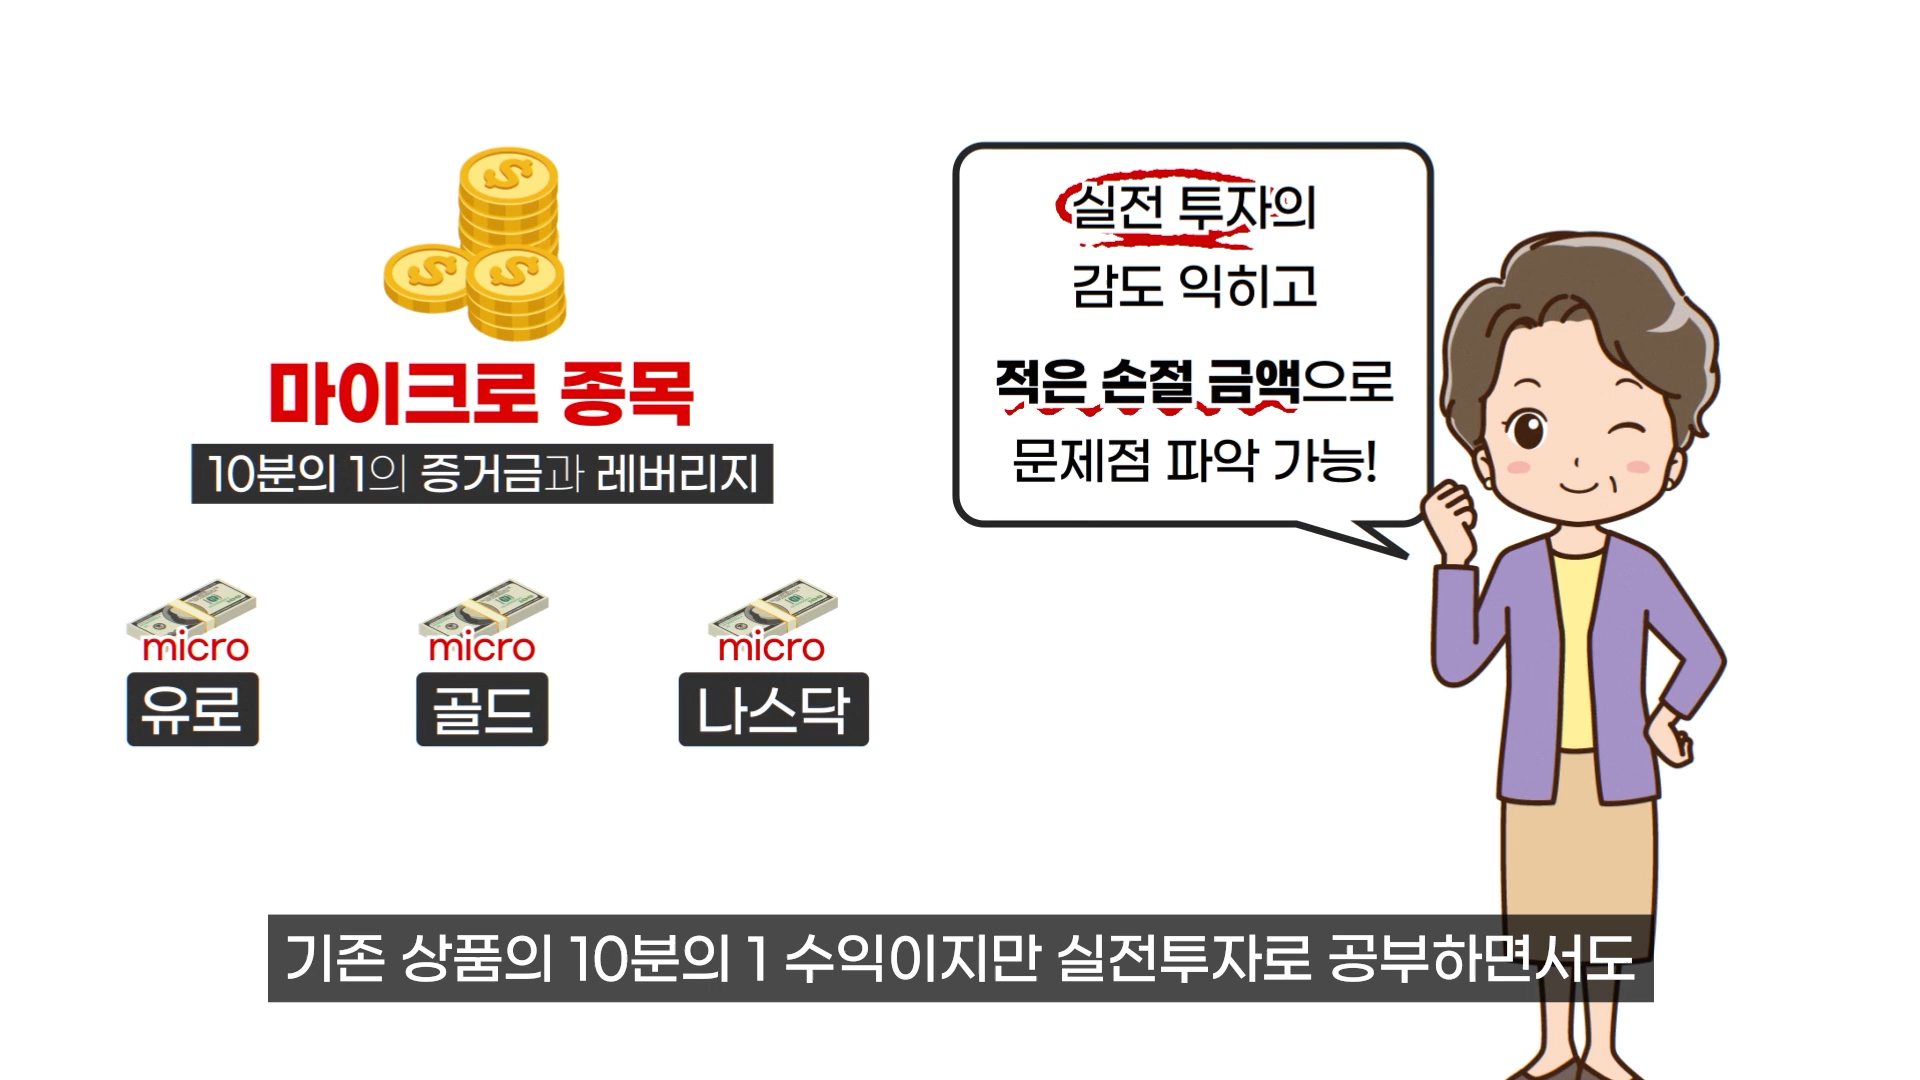 마이크로 종목
10분의 1의 증거금과 레버리지
micro
유로
micro
골드
micro
나스닥
실전 투자의
감도 익히고
적은 손절 금액으로
문제점 파악 가능!
기존 상품의 10분의 1 수익이지만 실전투자로 공부하면서도